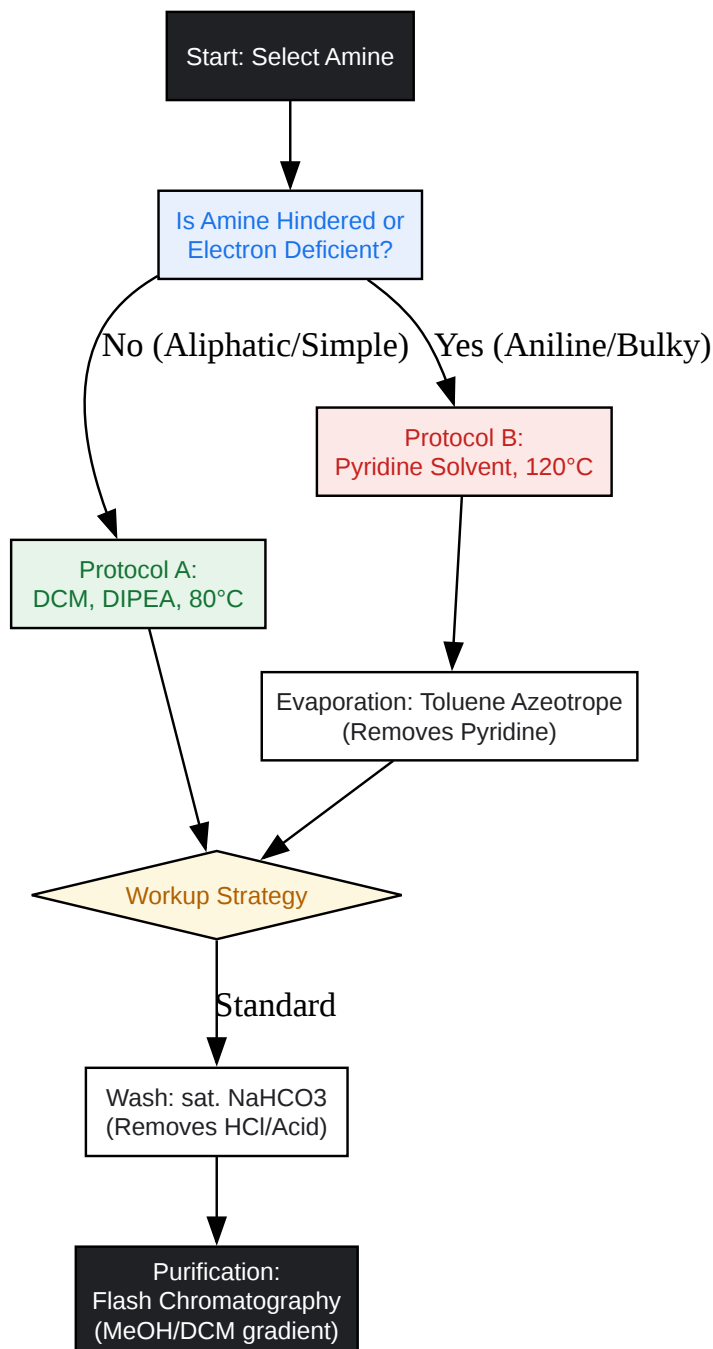 Start: Select Amine
Is Amine Hindered or
Electron Deficient?
No (Aliphatic/Simple)
Yes (Aniline/Bulky)
Protocol B:
Pyridine Solvent, 120°C
Protocol A:
DCM, DIPEA, 80°C
Evaporation: Toluene Azeotrope
(Removes Pyridine)
Workup Strategy
Standard
Wash: sat. NaHCO3
(Removes HCl/Acid)
Purification:
Flash Chromatography
(MeOH/DCM gradient)